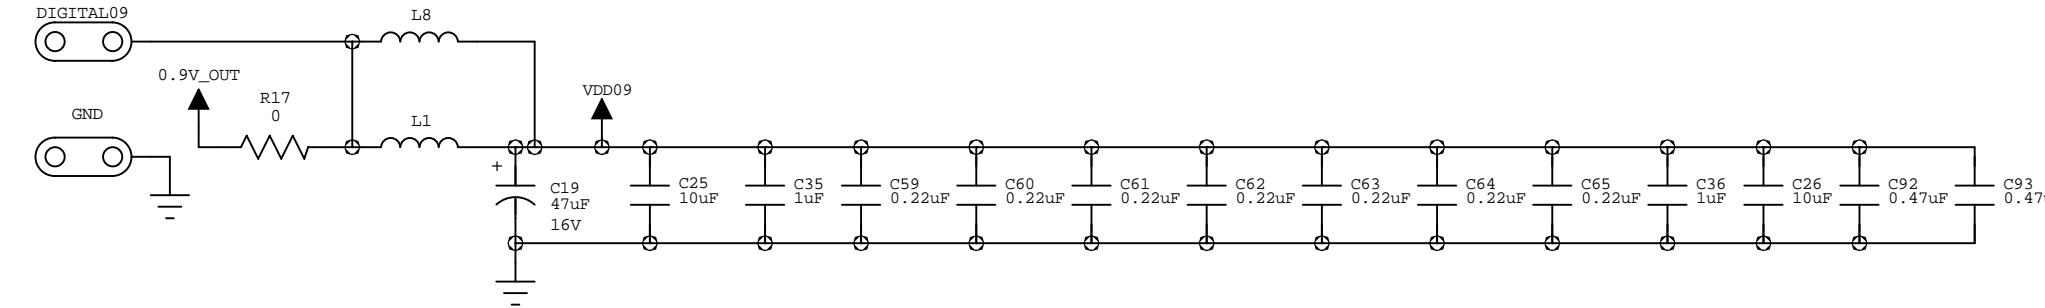 DIGITAL09
L8
0.9V_OUT
R17
0
GND
L1
VDD09
+
C19
47uF
16V
C25
10uF
C35
1uF
C59
0.22uF
C60
0.22uF
C61
0.22uF
C62
0.22uF
C63
0.22uF
C64
0.22uF
C65
0.22uF
C36
1uF
C26
10uF
C92
0.47uF
C93
0.47